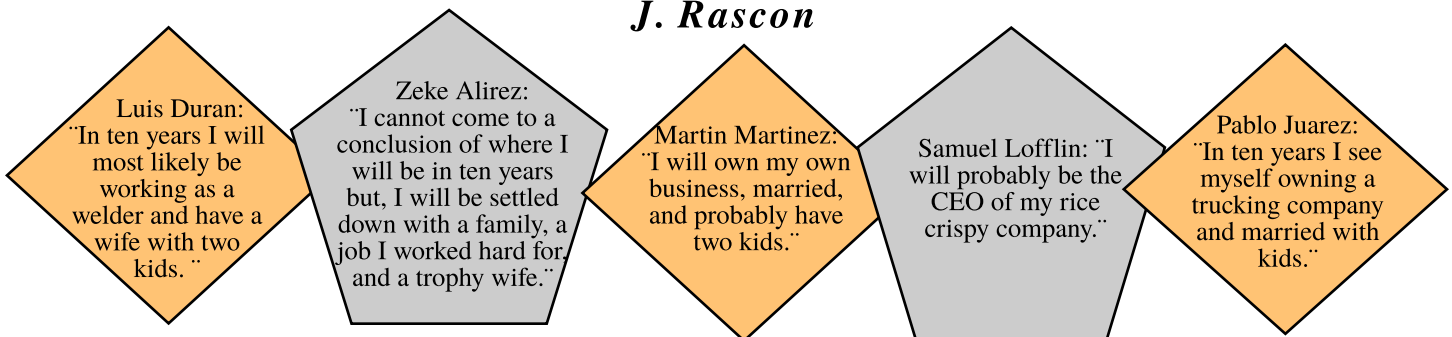 J. Rascon
Luis Duran:
¨In ten years I will
most likely be
working as a
welder and have a
wife with two
kids. ¨
Zeke Alirez:
¨I cannot come to a
conclusion of where I
will be in ten years
but, I will be settled
down with a family, a
job I worked hard for,
and a trophy wife.¨
Martin Martinez:
¨I will own my own
business, married,
and probably have
two kids.¨
Samuel Lofflin: ¨I
will probably be the
CEO of my rice
crispy company.¨
Pablo Juarez:
¨In ten years I see
myself owning a
trucking company
and married with
kids.¨